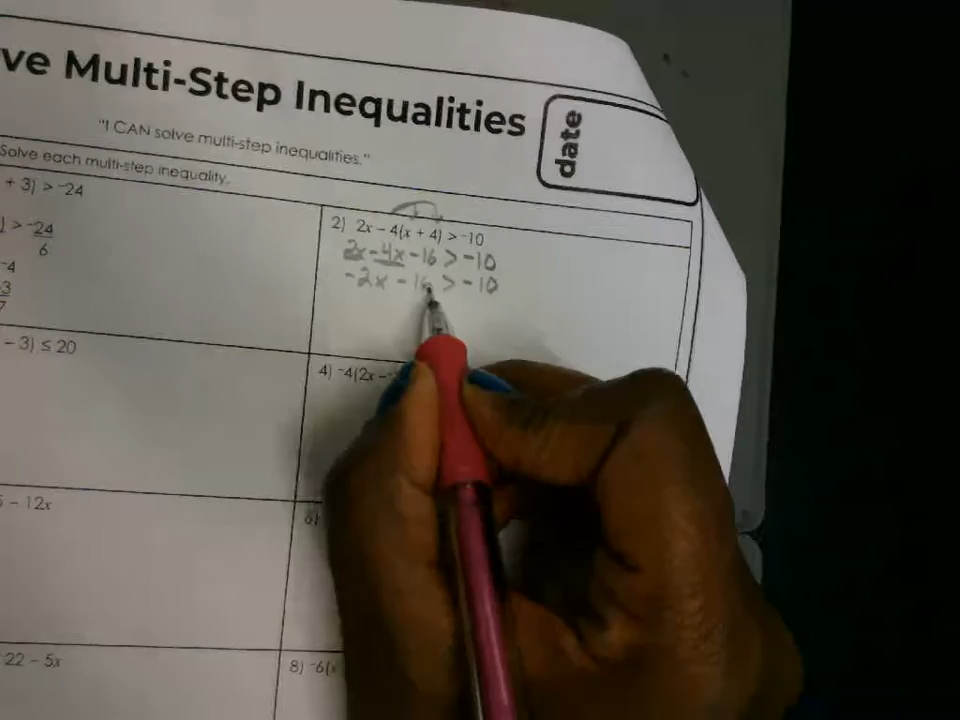 ve Multi-Step Inequalities
date
"I CAN solve multi-step inequalities."
Solve each multi-step inequality.
+ 3) > ⁻24
) > ⁻24
6
⁻4
3
7
2) 2x − 4(x + 4) > ⁻10
2x - 4x - 16 > -10
-2x - 16 > -10
− 3) ≤ 20
4) ⁻4(2x −
− 12x
6)
22 − 5x
8) ⁻6(x